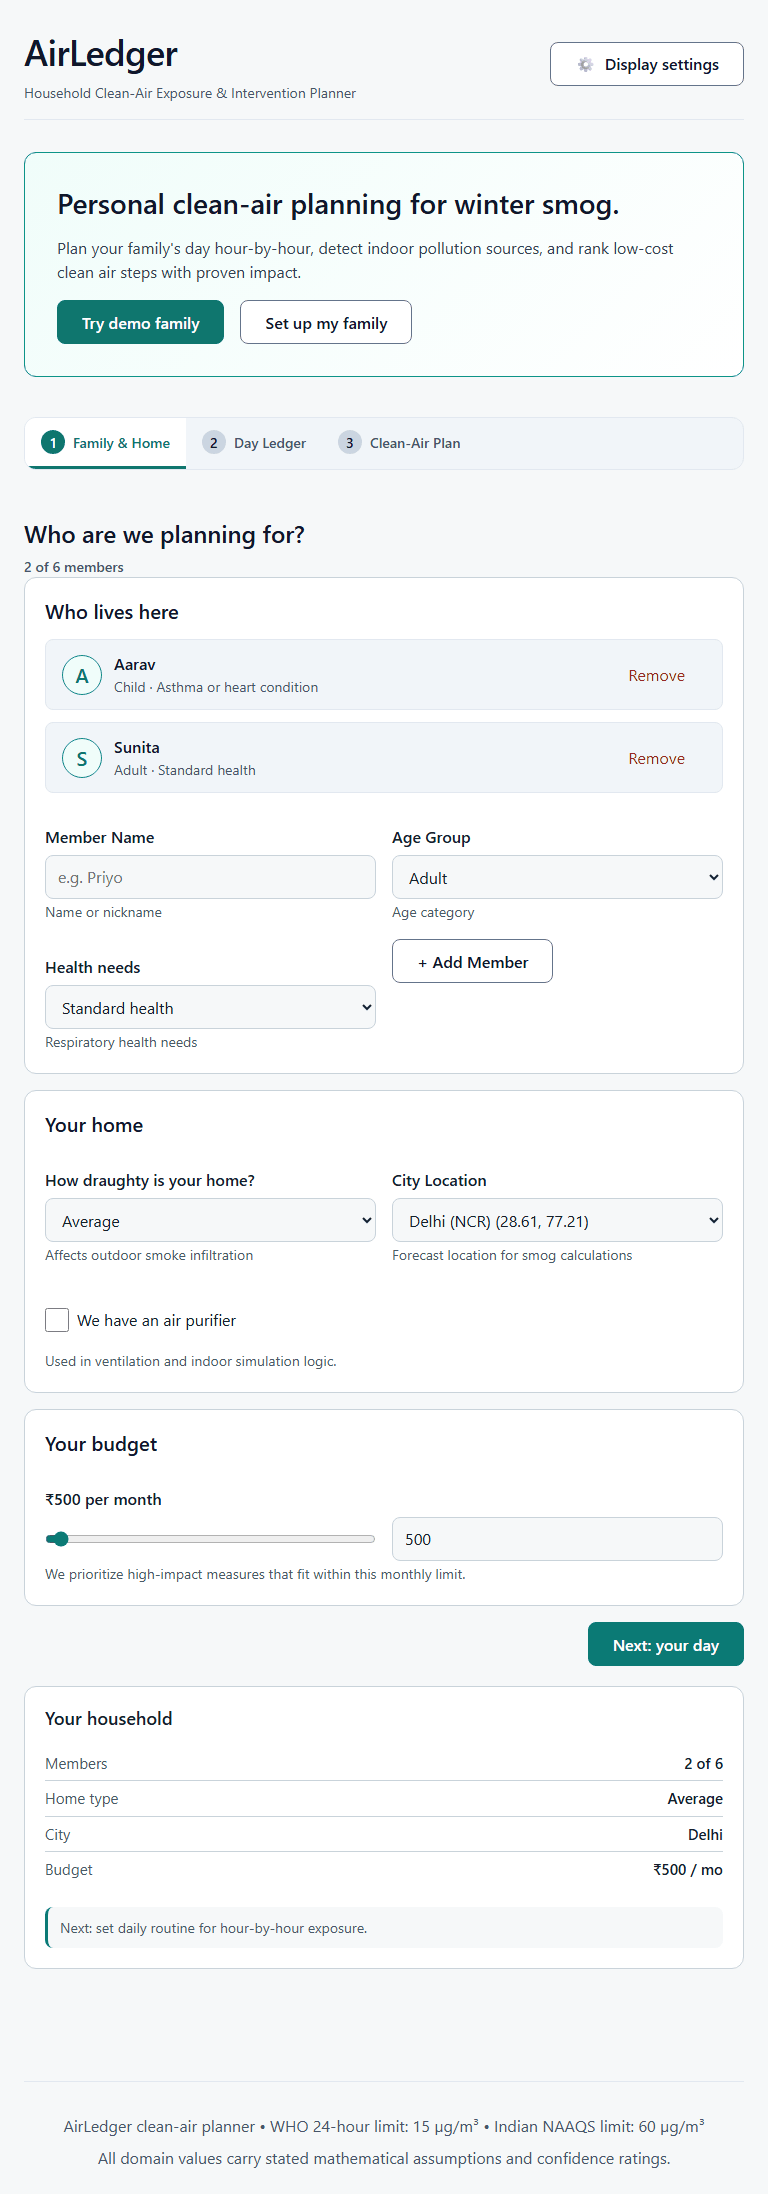 AirLedger
Household Clean-Air Exposure & Intervention Planner
Display settings
Personal clean-air planning for winter smog.
Plan your family's day hour-by-hour, detect indoor pollution sources, and rank low-cost
clean air steps with proven impact.
Try demo family
Set up my family
1 Family & Home
2 Day Ledger
3 Clean-Air Plan
Who are we planning for?
2 of 6 members
Who lives here
A
Aarav
Child · Asthma or heart condition
Remove
S
Sunita
Adult · Standard health
Remove
Member Name
e.g. Priyo
Name or nickname
Age Group
Adult
Age category
Health needs
Standard health
Respiratory health needs
+ Add Member
Your home
How draughty is your home?
Average
Affects outdoor smoke infiltration
City Location
Delhi (NCR) (28.61, 77.21)
Forecast location for smog calculations
We have an air purifier
Used in ventilation and indoor simulation logic.
Your budget
₹500 per month
500
We prioritize high-impact measures that fit within this monthly limit.
Next: your day
Your household
Members 2 of 6
Home type Average
City Delhi
Budget ₹500 / mo
Next: set daily routine for hour-by-hour exposure.
AirLedger clean-air planner • WHO 24-hour limit: 15 µg/m³ • Indian NAAQS limit: 60 µg/m³
All domain values carry stated mathematical assumptions and confidence ratings.